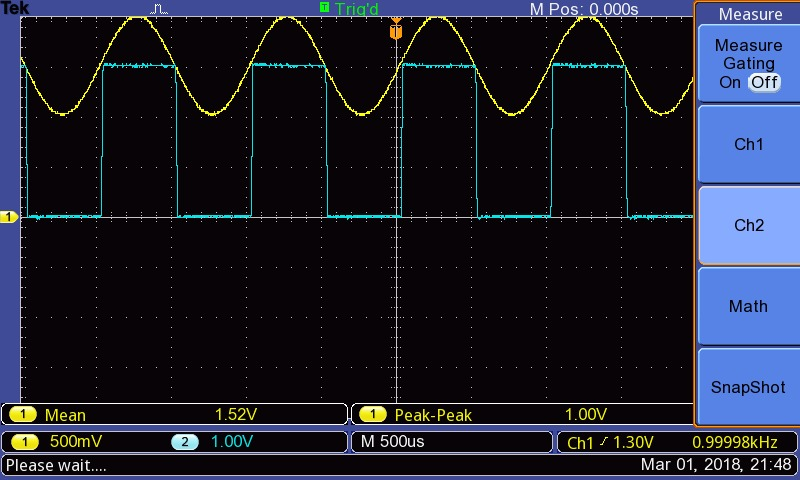 Tek T Trig'd M Pos: 0.000s Measure
T
Measure
Gating
On Off
Ch1
1
Ch2
Math
SnapShot
1 Mean 1.52V 1 Peak-Peak 1.00V
1 500mV 2 1.00V M 500us Ch1 1.30V 0.99998kHz
Please wait.... Mar 01, 2018, 21:48